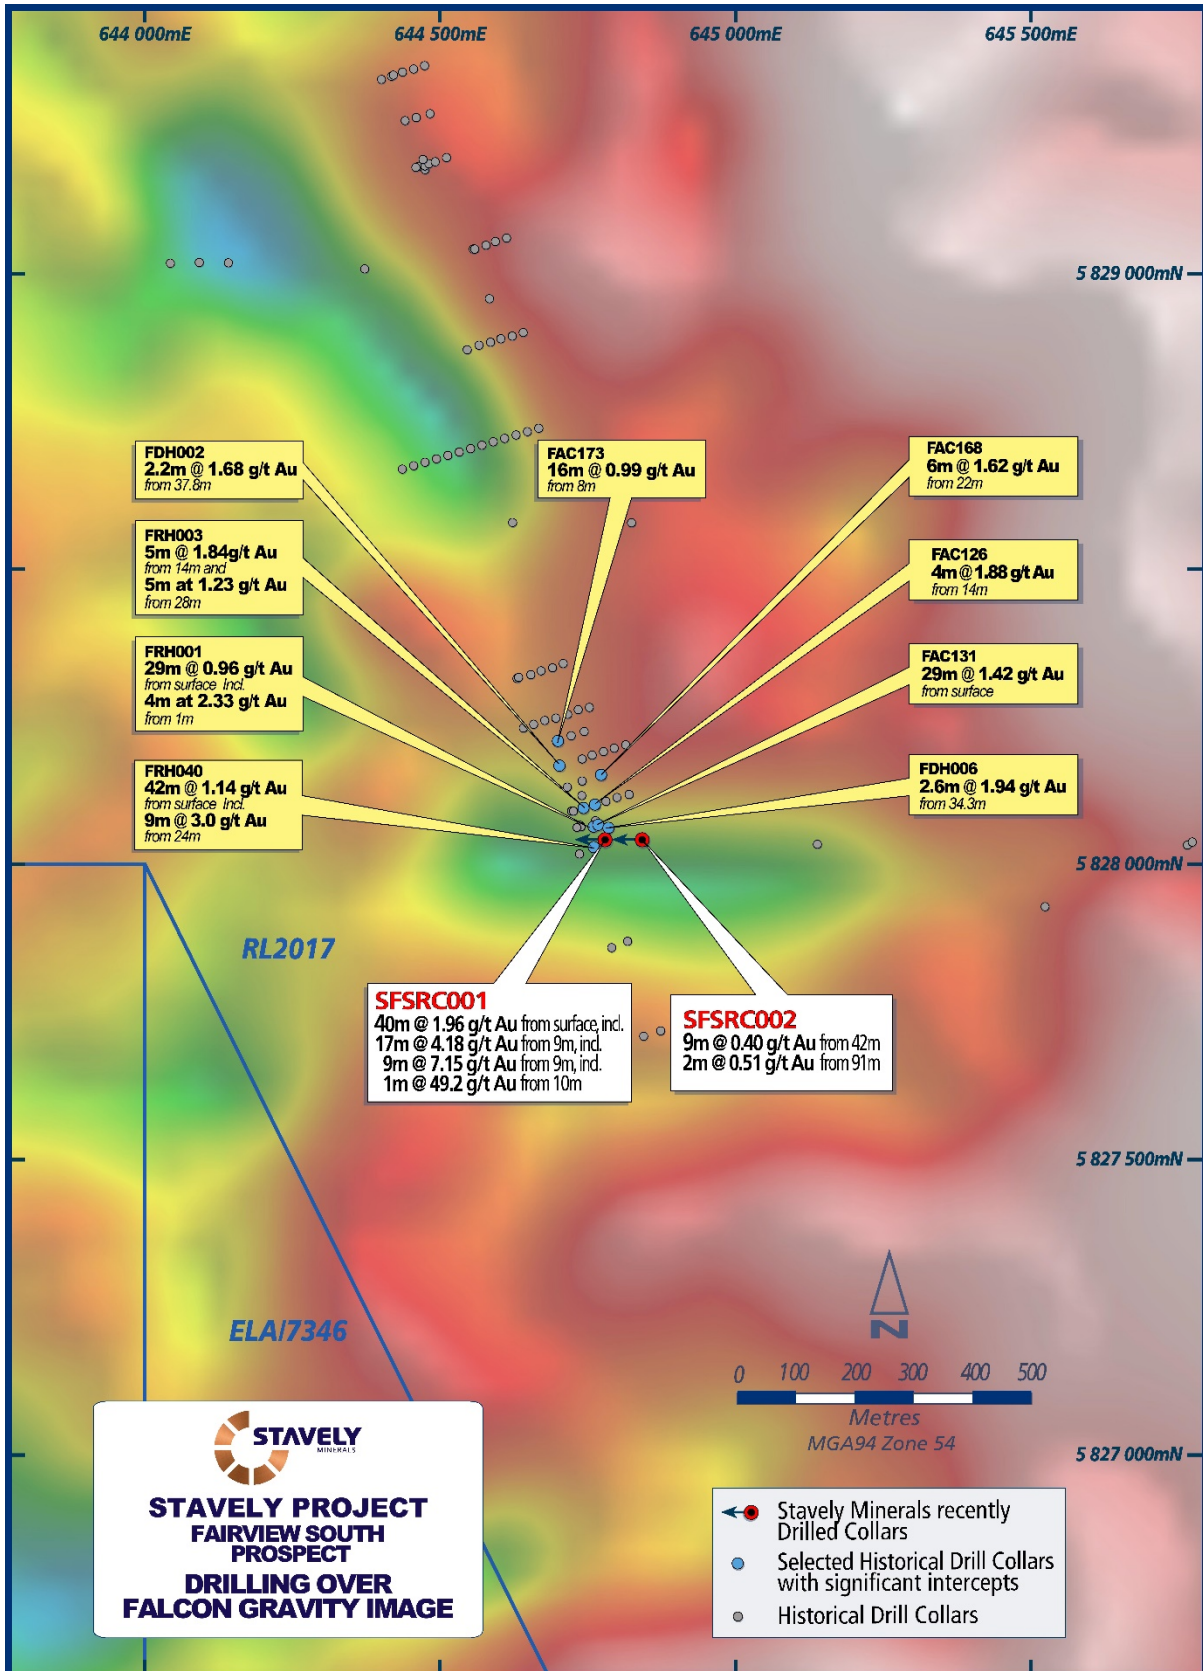 644 000mE
644 500mE
645 000mE
645 500mE
5 829 000mN
FDH002
2.2m @ 1.68 g/t Au
from 37.8m
FAC173
16m @ 0.99 g/t Au
from 8m
FAC168
6m @ 1.62 g/t Au
from 22m
FRH003
5m @ 1.84g/t Au
from 14m and
5m at 1.23 g/t Au
from 28m
FAC126
4m @ 1.88 g/t Au
from 14m
FRH001
29m @ 0.96 g/t Au
from surface Incl.
4m at 2.33 g/t Au
from 1m
FAC131
29m @ 1.42 g/t Au
from surface
FRH040
42m @ 1.14 g/t Au
from surface Incl.
9m @ 3.0 g/t Au
from 24m
FDH006
2.6m @ 1.94 g/t Au
from 34.3m
5 828 000mN
RL2017
SFSRC001
40m @ 1.96 g/t Au from surface, incl.
17m @ 4.18 g/t Au from 9m, incl.
9m @ 7.15 g/t Au from 9m, incl.
1m @ 49.2 g/t Au from 10m
SFSRC002
9m @ 0.40 g/t Au from 42m
2m @ 0.51 g/t Au from 91m
5 827 500mN
N
ELA/7346
0 100 200 300 400 500
Metres
MGA94 Zone 54
5 827 000mN
STAVELY
MINERALS
STAVELY PROJECT
FAIRVIEW SOUTH
PROSPECT
DRILLING OVER
FALCON GRAVITY IMAGE
Stavely Minerals recently
Drilled Collars
Selected Historical Drill Collars
with significant intercepts
Historical Drill Collars